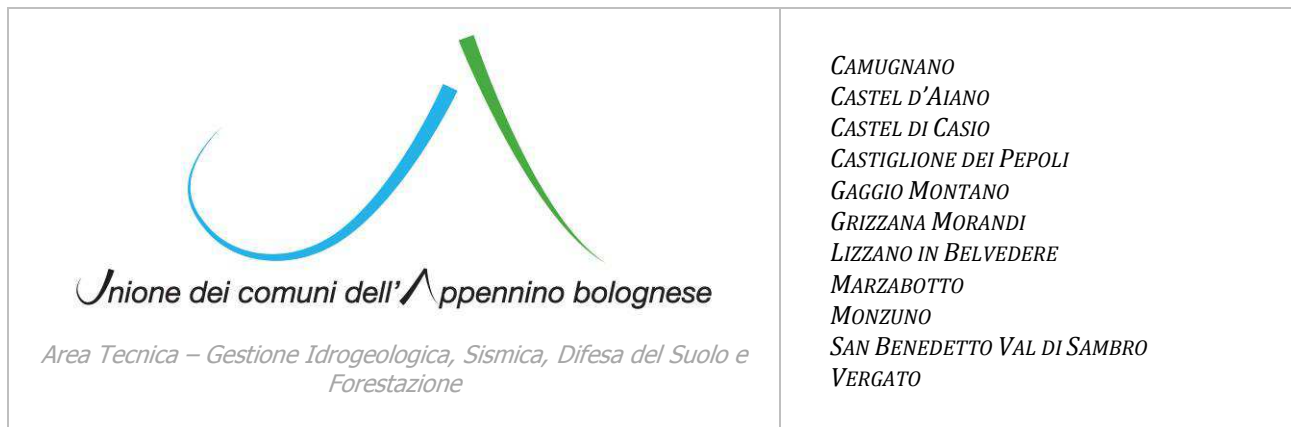 Unione dei comuni dell'Appennino bolognese
Area Tecnica – Gestione Idrogeologica, Sismica, Difesa del Suolo e
Forestazione
CAMUGNANO
CASTEL D'AIANO
CASTEL DI CASIO
CASTIGLIONE DEI PEPOLI
GAGGIO MONTANO
GRIZZANA MORANDI
LIZZANO IN BELVEDERE
MARZABOTTO
MONZUNO
SAN BENEDETTO VAL DI SAMBRO
VERGATO